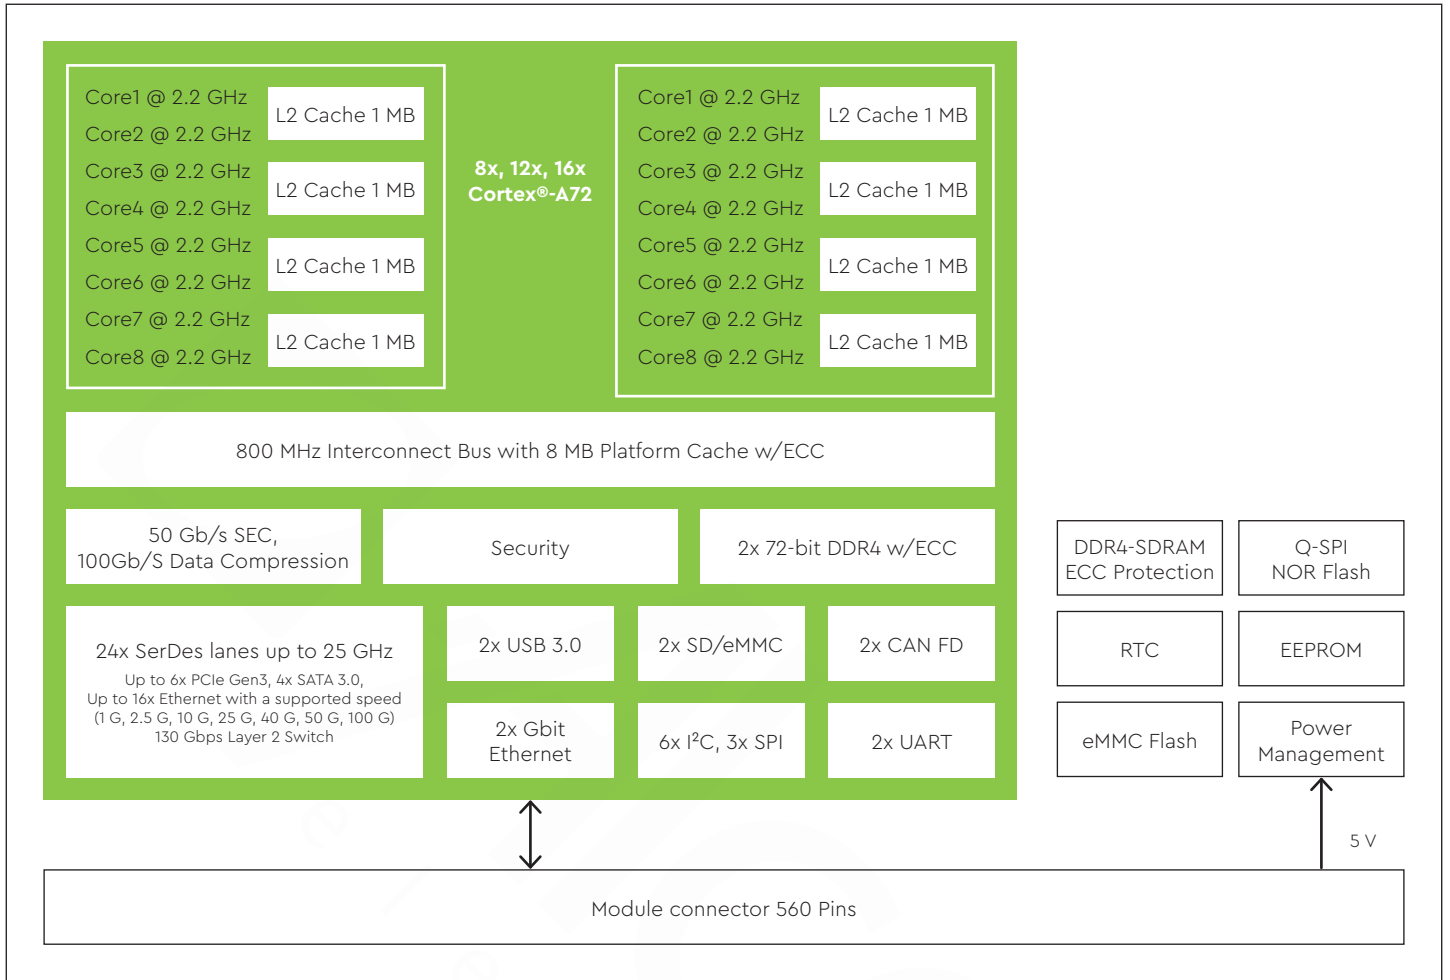 Core1 @ 2.2 GHz
Core2 @ 2.2 GHz
L2 Cache 1 MB
Core3 @ 2.2 GHz
Core4 @ 2.2 GHz
L2 Cache 1 MB
Core5 @ 2.2 GHz
Core6 @ 2.2 GHz
L2 Cache 1 MB
Core7 @ 2.2 GHz
Core8 @ 2.2 GHz
L2 Cache 1 MB
8x, 12x, 16x
Cortex®-A72
Core1 @ 2.2 GHz
Core2 @ 2.2 GHz
L2 Cache 1 MB
Core3 @ 2.2 GHz
Core4 @ 2.2 GHz
L2 Cache 1 MB
Core5 @ 2.2 GHz
Core6 @ 2.2 GHz
L2 Cache 1 MB
Core7 @ 2.2 GHz
Core8 @ 2.2 GHz
L2 Cache 1 MB
800 MHz Interconnect Bus with 8 MB Platform Cache w/ECC
50 Gb/s SEC,
100Gb/S Data Compression
Security
2x 72-bit DDR4 w/ECC
24x SerDes lanes up to 25 GHz
Up to 6x PCIe Gen3, 4x SATA 3.0,
Up to 16x Ethernet with a supported speed
(1 G, 2.5 G, 10 G, 25 G, 40 G, 50 G, 100 G)
130 Gbps Layer 2 Switch
2x USB 3.0
2x SD/eMMC
2x CAN FD
2x Gbit
Ethernet
6x I²C, 3x SPI
2x UART
DDR4-SDRAM
ECC Protection
Q-SPI
NOR Flash
RTC
EEPROM
eMMC Flash
Power
Management
5 V
Module connector 560 Pins